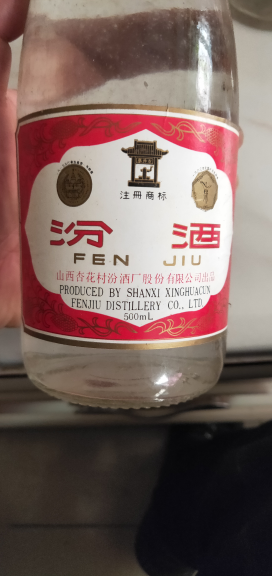 注册商标
汾酒
FEN JIU
山西杏花村汾酒厂股份有限公司出品
PRODUCED BY SHANXI XINGHUACUN
FENJIU DISTILLERY CO., LTD.
500mL